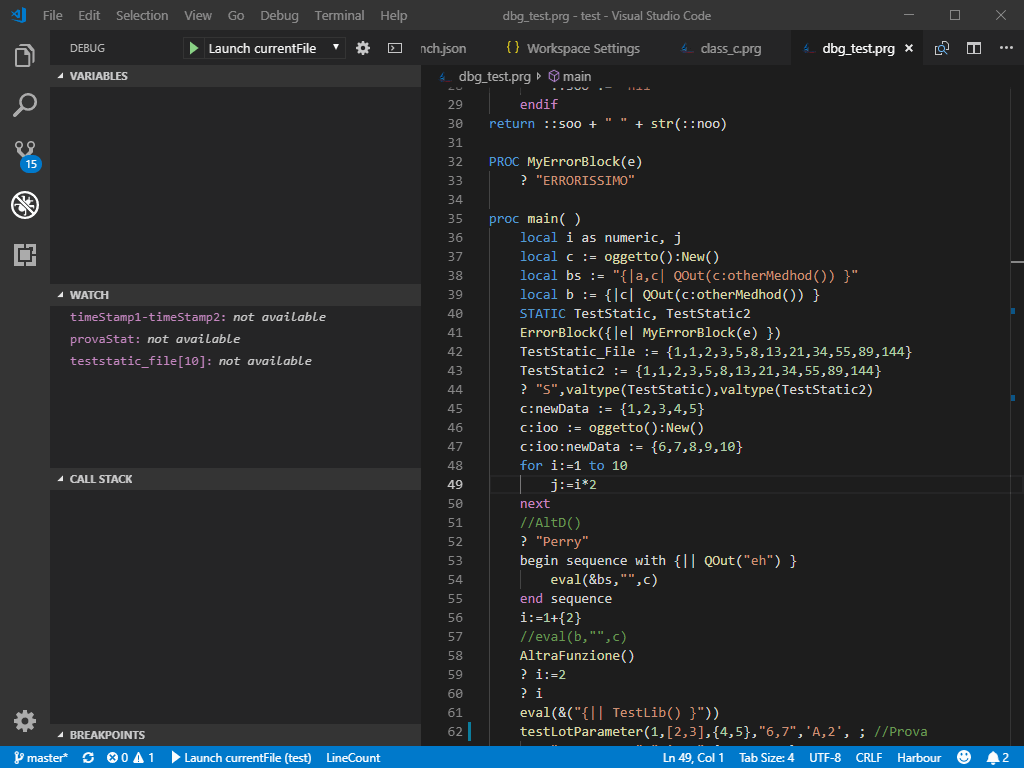 File Edit Selection View Go Debug Terminal Help dbg_test.prg - test - Visual Studio Code
DEBUG Launch currentFile nch.json { } Workspace Settings class_c.prg dbg_test.prg
VARIABLES
dbg_test.prg main
29 endif
30 return ::soo + " " + str(::noo)
31
32 PROC MyErrorBlock(e)
33 ? "ERRORISSIMO"
34
35 proc main( )
36 local i as numeric, j
37 local c := oggetto():New()
38 local bs := "{|a,c| QOut(c:otherMedhod()) }"
39 local b := {|c| QOut(c:otherMedhod()) }
40 STATIC TestStatic, TestStatic2
41 ErrorBlock({|e| MyErrorBlock(e) })
42 TestStatic_File := {1,1,2,3,5,8,13,21,34,55,89,144}
43 TestStatic2 := {1,1,2,3,5,8,13,21,34,55,89,144}
44 ? "S",valtype(TestStatic),valtype(TestStatic2)
45 c:newData := {1,2,3,4,5}
46 c:ioo := oggetto():New()
47 c:ioo:newData := {6,7,8,9,10}
48 for i:=1 to 10
49 j:=i*2
50 next
51 //AltD()
52 ? "Perry"
53 begin sequence with {|| QOut("eh") }
54 eval(&bs,"",c)
55 end sequence
56 i:=1+{2}
57 //eval(b,"",c)
58 AltraFunzione()
59 ? i:=2
60 ? i
61 eval(&("{|| TestLib() }"))
62 testLotParameter(1,[2,3],{4,5},"6,7",'A,2', ; //Prova
15
WATCH
timeStamp1-timeStamp2: not available
provaStat: not available
teststatic_file[10]: not available
CALL STACK
BREAKPOINTS
master* 0 1 Launch currentFile (test) LineCount Ln 49, Col 1 Tab Size: 4 UTF-8 CRLF Harbour 2